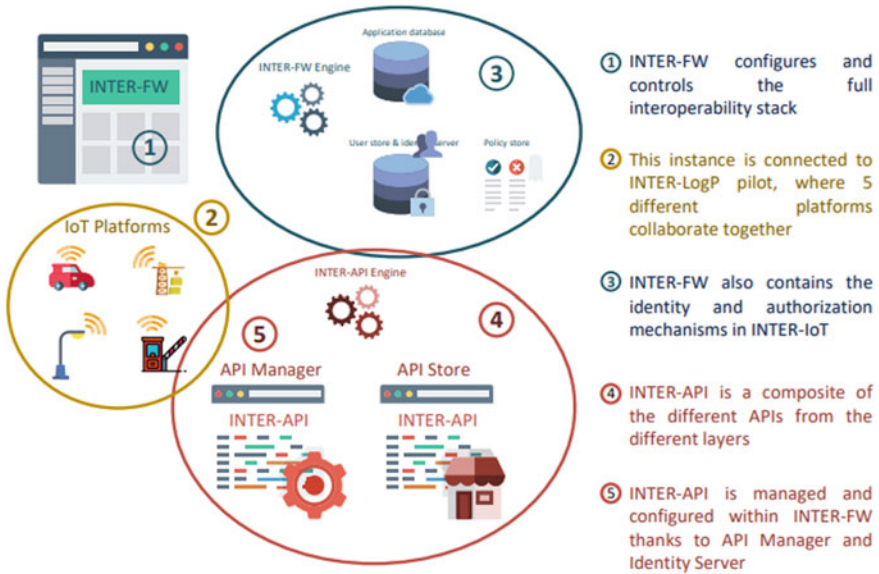 INTER-FW
1
Application database
INTER-FW Engine
3
User store & identity server
Policy store
IoT Platforms
2
INTER-API Engine
5
4
API Manager
API Store
INTER-API
INTER-API
1 INTER-FW configures and
controls the full
interoperability stack
2 This instance is connected to
INTER-LogP pilot, where 5
different platforms
collaborate together
3 INTER-FW also contains the
identity and authorization
mechanisms in INTER-IoT
4 INTER-API is a composite of
the different APIs from the
different layers
5 INTER-API is managed and
configured within INTER-FW
thanks to API Manager and
Identity Server